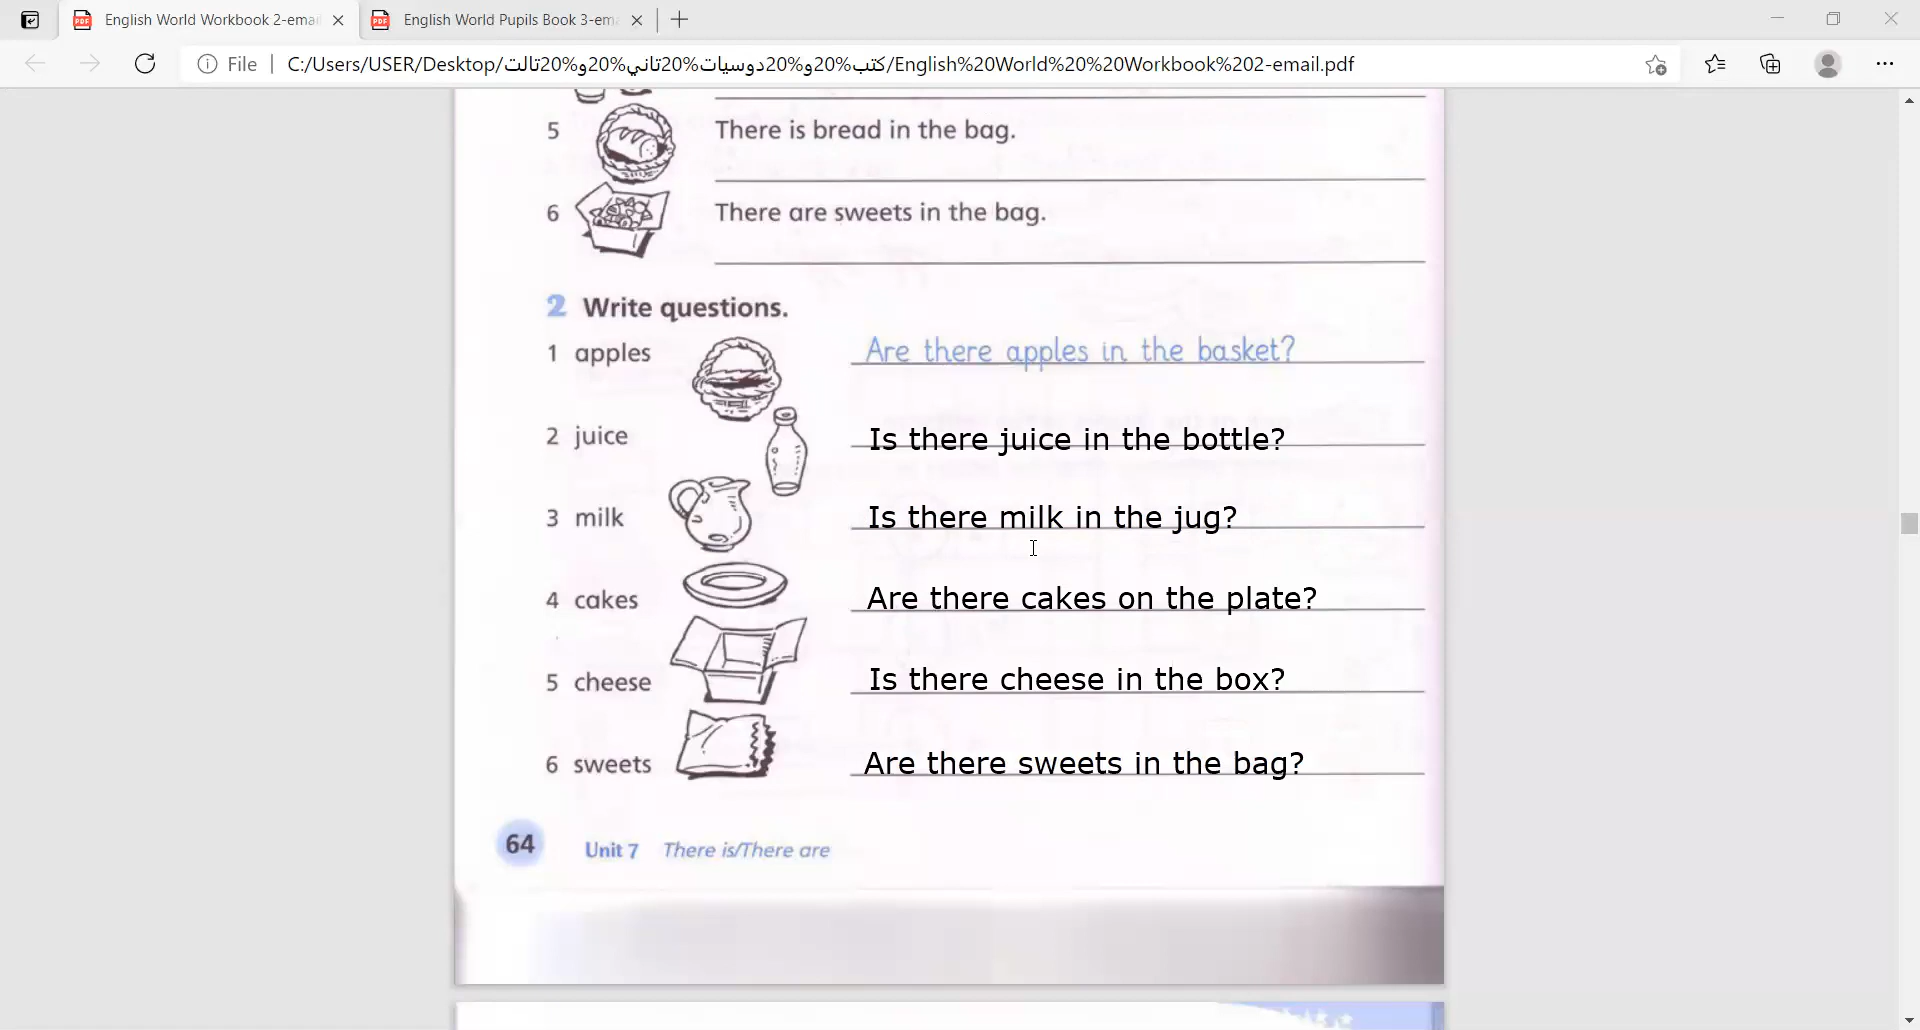 English World Workbook 2-emai
English World Pupils Book 3-ema
File
C:/Users/USER/Desktop/كتب%20و%20دوسيات%20تاني%20و%20تالت/English%20World%20%20Workbook%202-email.pdf
5 There is bread in the bag.
6 There are sweets in the bag.
2 Write questions.
1 apples Are there apples in the basket?
2 juice Is there juice in the bottle?
3 milk Is there milk in the jug?
4 cakes Are there cakes on the plate?
5 cheese Is there cheese in the box?
6 sweets Are there sweets in the bag?
64 Unit 7 There is/There are